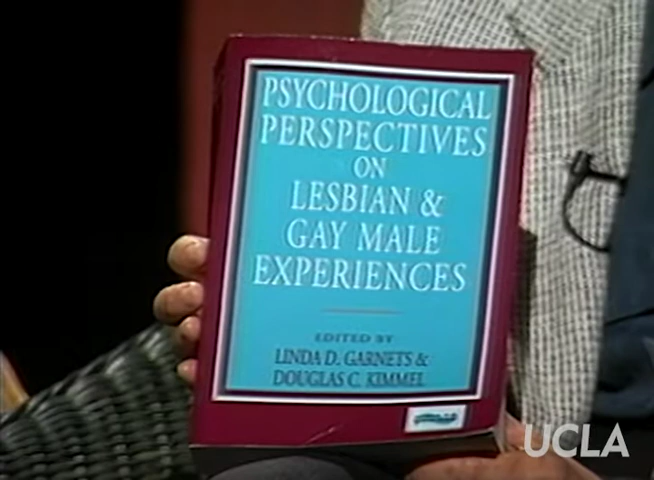 PSYCHOLOGICAL
PERSPECTIVES
ON
LESBIAN &
GAY MALE
EXPERIENCES
EDITED BY
LINDA D. GARNETS &
DOUGLAS C. KIMMEL
UCLA